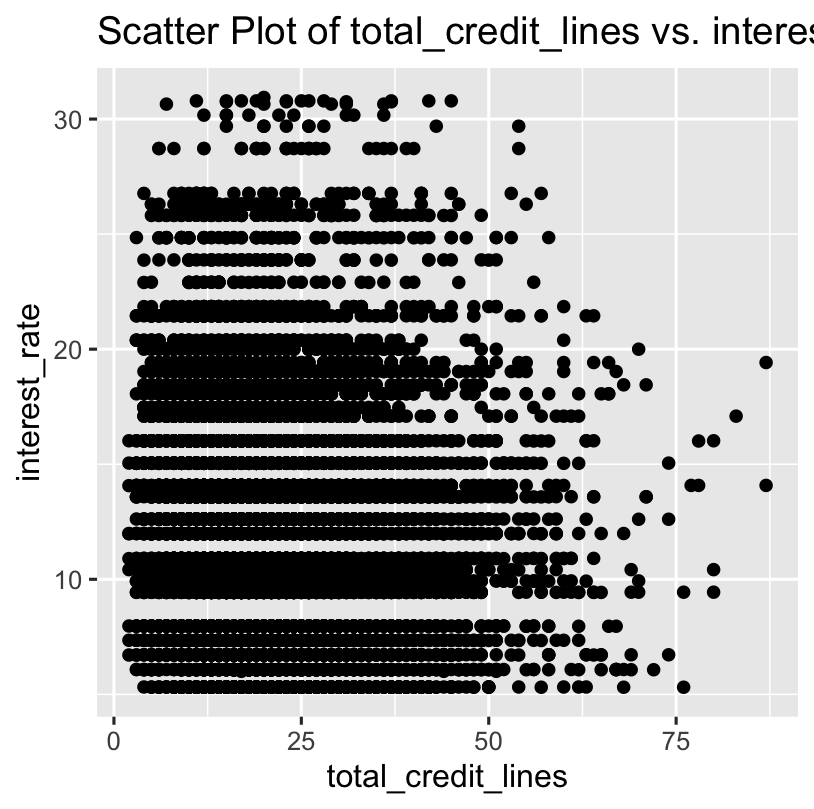 Scatter Plot of total_credit_lines vs. interes
30
20
10
interest_rate
0
25
50
75
total_credit_lines